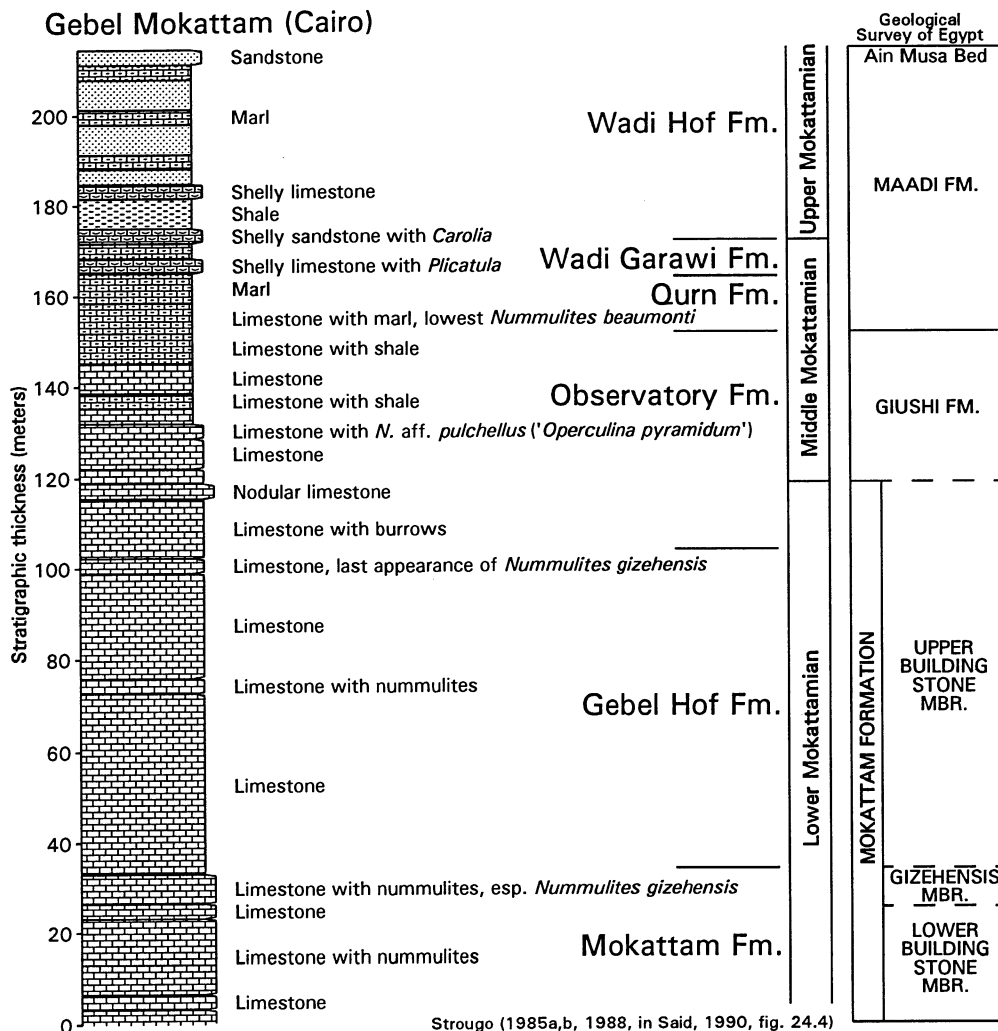 Gebel Mokattam (Cairo)
Geological
Survey of Egypt
Sandstone
Ain Musa Bed
200
Marl
Wadi Hof Fm.
Upper Mokattamian
MAADI FM.
Shelly limestone
180
Shale
Shelly sandstone with Carolia
Wadi Garawi Fm.
Shelly limestone with Plicatula
160
Marl
Qurn Fm.
Limestone with marl, lowest Nummulites beaumonti
Limestone with shale
Middle Mokattamian
140
Limestone
Observatory Fm.
Limestone with shale
GIUSHI FM.
Limestone with N. aff. pulchellus ('Operculina pyramidum')
Limestone
120
Nodular limestone
Limestone with burrows
100
Limestone, last appearance of Nummulites gizehensis
Stratigraphic thickness (meters)
Limestone
80
Limestone with nummulites
Gebel Hof Fm.
Lower Mokattamian
MOKATTAM FORMATION
UPPER
BUILDING
STONE
MBR.
60
Limestone
40
Limestone with nummulites, esp. Nummulites gizehensis
GIZEHENSIS
MBR.
Limestone
20
Limestone with nummulites
Mokattam Fm.
LOWER
BUILDING
STONE
MBR.
Limestone
0
Strougo (1985a,b, 1988, in Said, 1990, fig. 24.4)